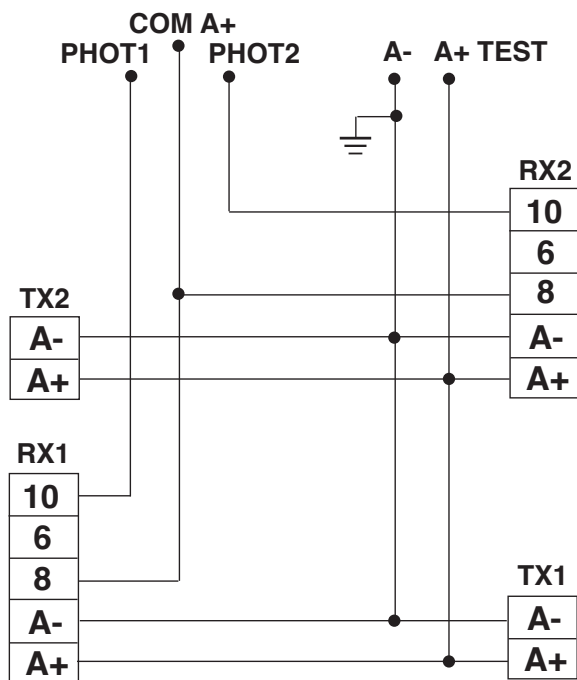 COM A+
PHOT1
PHOT2
A-
A+ TEST
RX2
10
6
8
A-
A+
TX2
A-
A+
RX1
10
6
8
A-
A+
TX1
A-
A+